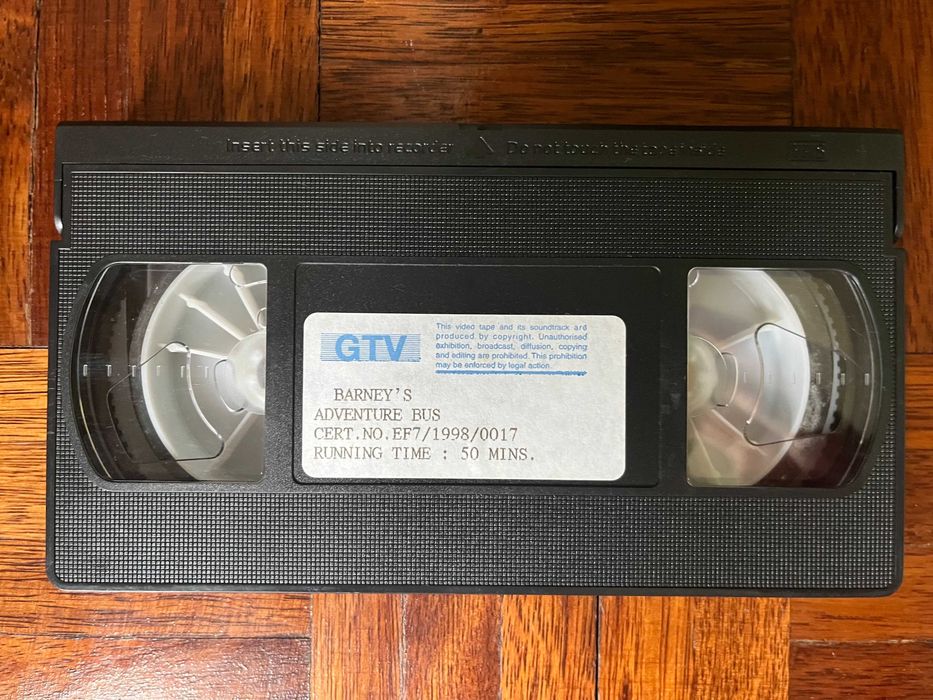 Insert this side into recorder Do not touch the tape inside VHS
GTV
This video tape and its soundtrack are
produced by copyright. Unauthorised
exhibition, broadcast, diffusion, copying
and editing are prohibited. This prohibition
may be enforced by legal action.
BARNEY'S
ADVENTURE BUS
CERT.NO.EF7/1998/0017
RUNNING TIME : 50 MINS.